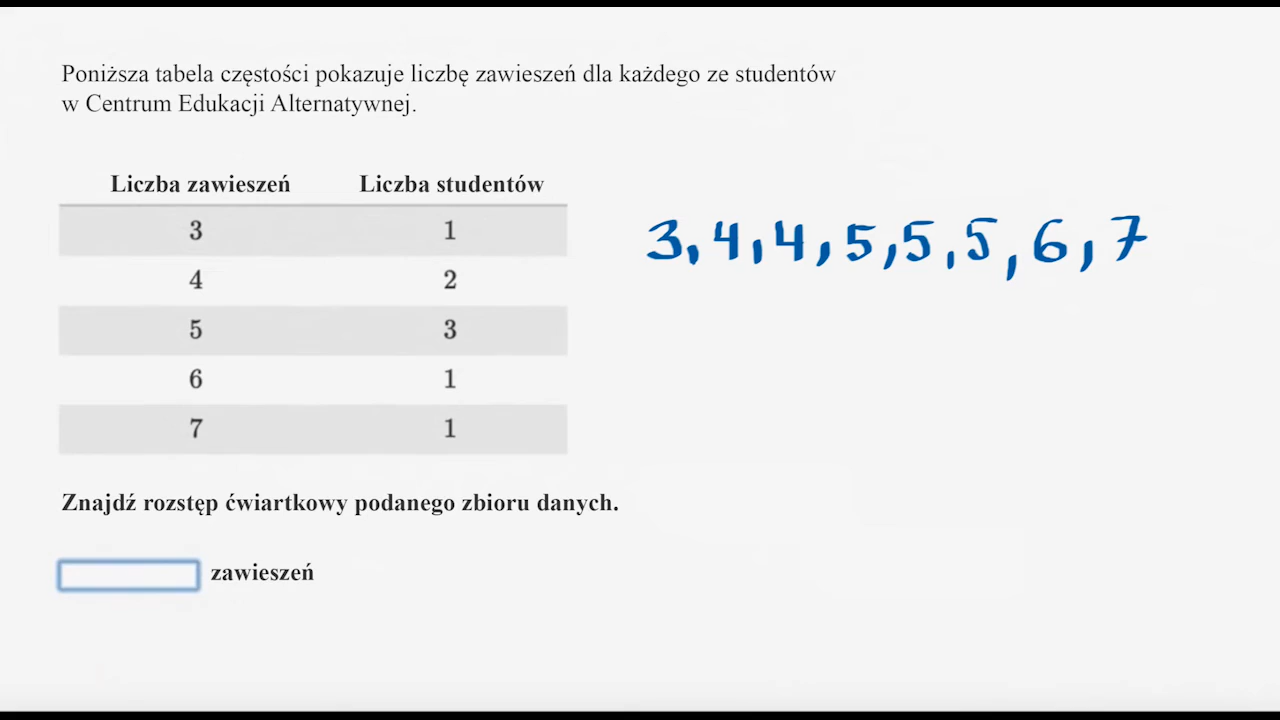 Poniższa tabela częstości pokazuje liczbę zawieszeń dla każdego ze studentów
w Centrum Edukacji Alternatywnej.
Liczba zawieszeń Liczba studentów
3 1
4 2
5 3
6 1
7 1
3, 4, 4, 5, 5, 5, 6, 7
Znajdź rozstęp ćwiartkowy podanego zbioru danych.
zawieszeń